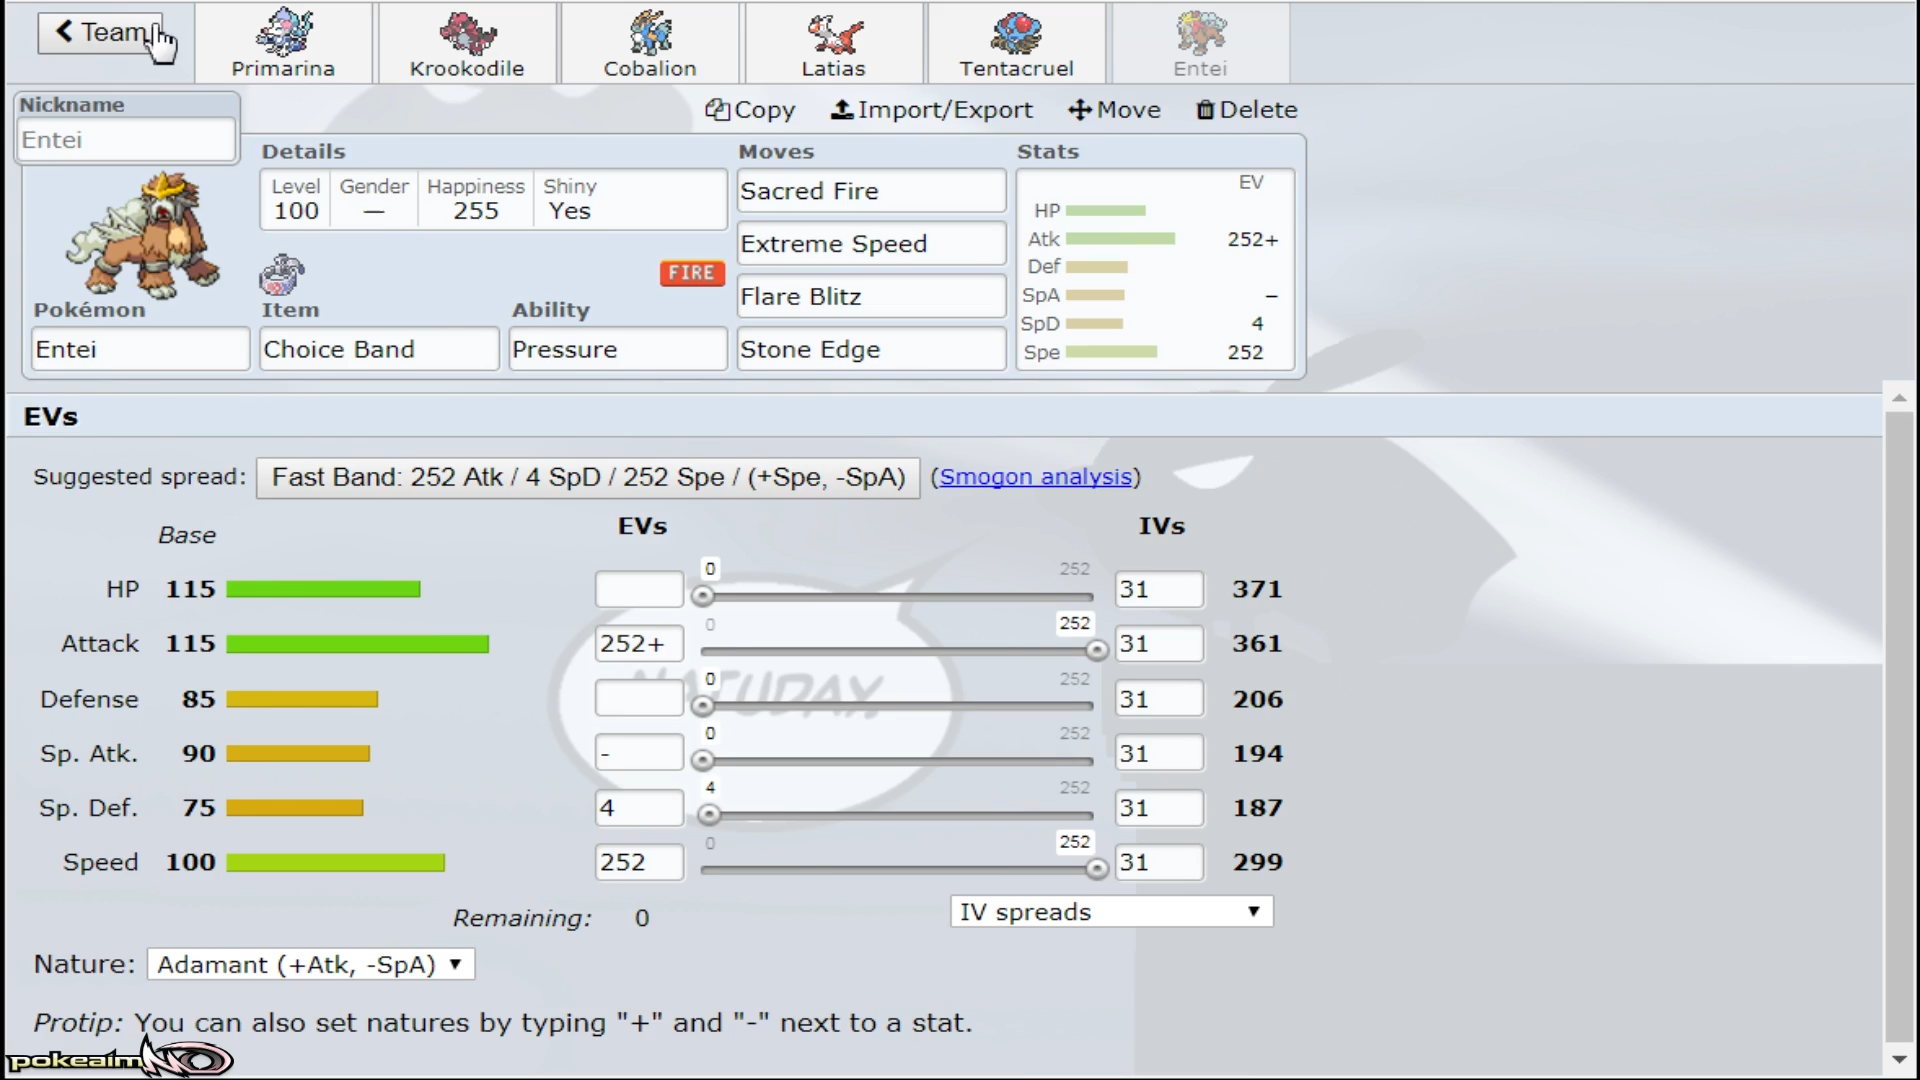 Team
Primarina
Krookodile
Cobalion
Latias
Tentacruel
Entei
Nickname
Entei
Copy
Import/Export
Move
Delete
Details
Moves
Stats
Level
Gender
Happiness
Shiny
100
—
255
Yes
Sacred Fire
Extreme Speed
Flare Blitz
Stone Edge
EV
HP
Atk 252+
Def
SpA –
SpD 4
Spe 252
FIRE
Pokémon
Item
Ability
Entei
Choice Band
Pressure
EVs
Suggested spread: Fast Band: 252 Atk / 4 SpD / 252 Spe / (+Spe, -SpA) (Smogon analysis)
Base
EVs
IVs
HP 115 0 252 31 371
Attack 115 252+ 0 252 31 361
Defense 85 0 252 31 206
Sp. Atk. 90 - 0 252 31 194
Sp. Def. 75 4 4 252 31 187
Speed 100 252 0 252 31 299
Remaining: 0
IV spreads
Nature: Adamant (+Atk, -SpA)
Protip: You can also set natures by typing "+" and "-" next to a stat.
pokeaim